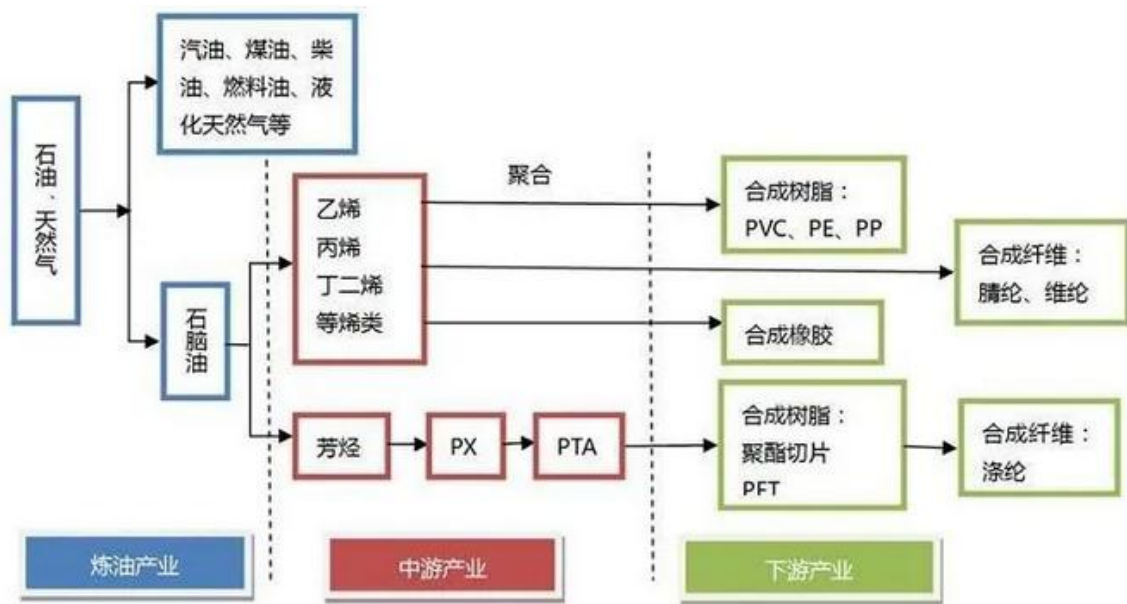 汽油、煤油、柴
油、燃料油、液
化天然气等
石油、天然气
石脑油
乙烯
丙烯
丁二烯
等烯类
聚合
合成树脂：
PVC、PE、PP
合成纤维：
腈纶、维纶
合成橡胶
芳烃
PX
PTA
合成树脂：
聚酯切片
PET
合成纤维：
涤纶
炼油产业
中游产业
下游产业